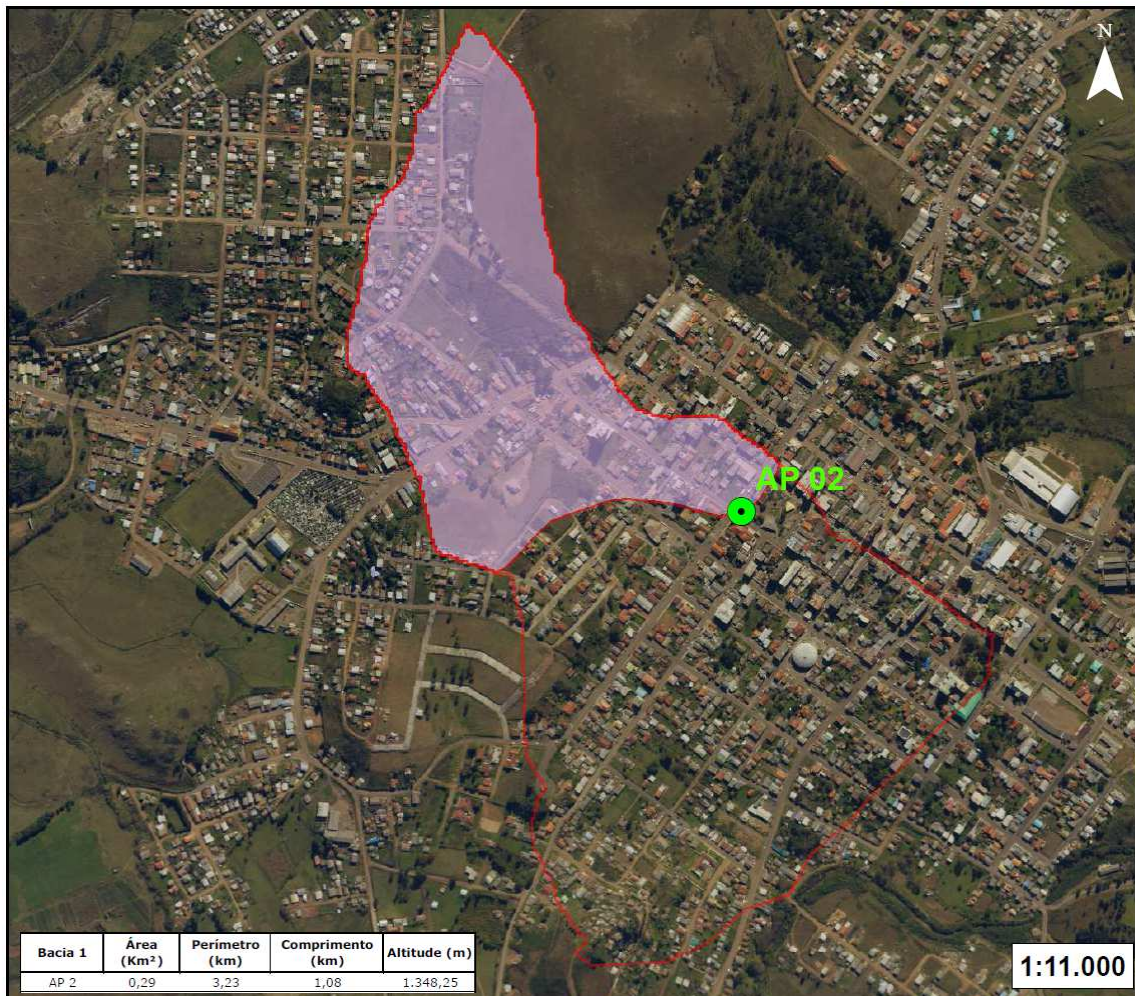 N
AP 02
Bacia 1 Área (Km²) Perímetro (km) Comprimento (km) Altitude (m)
AP 2 0,29 3,23 1,08 1.348,25
1:11.000